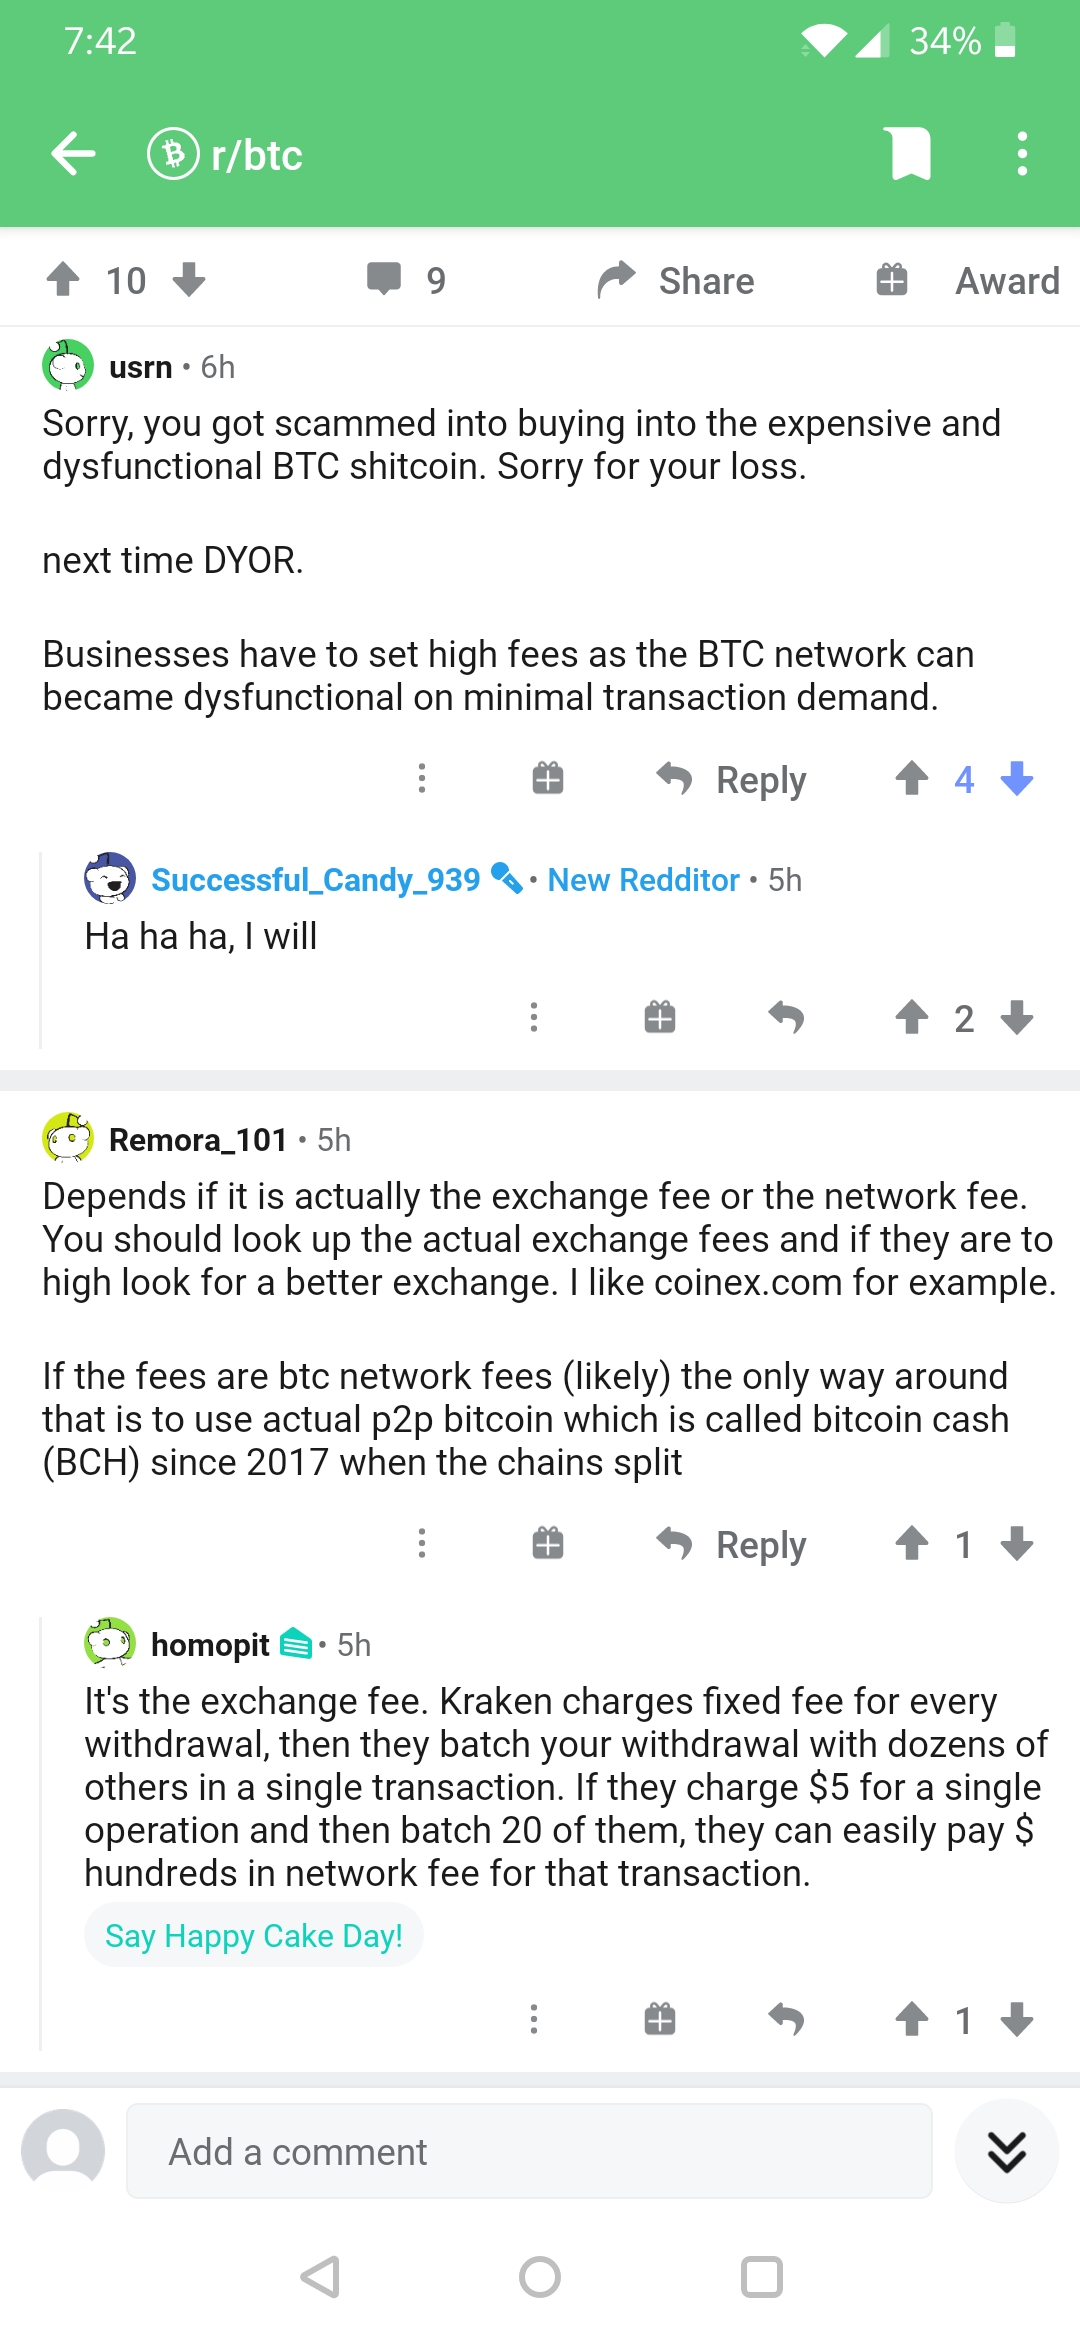 7:42
34%
r/btc
10
9
Share
Award
usrn • 6h
Sorry, you got scammed into buying into the expensive and
dysfunctional BTC shitcoin. Sorry for your loss.
next time DYOR.
Businesses have to set high fees as the BTC network can
became dysfunctional on minimal transaction demand.
Reply
4
Successful_Candy_939 • New Redditor • 5h
Ha ha ha, I will
2
Remora_101 • 5h
Depends if it is actually the exchange fee or the network fee.
You should look up the actual exchange fees and if they are to
high look for a better exchange. I like coinex.com for example.
If the fees are btc network fees (likely) the only way around
that is to use actual p2p bitcoin which is called bitcoin cash
(BCH) since 2017 when the chains split
Reply
1
homopit • 5h
It's the exchange fee. Kraken charges fixed fee for every
withdrawal, then they batch your withdrawal with dozens of
others in a single transaction. If they charge $5 for a single
operation and then batch 20 of them, they can easily pay $
hundreds in network fee for that transaction.
Say Happy Cake Day!
1
Add a comment